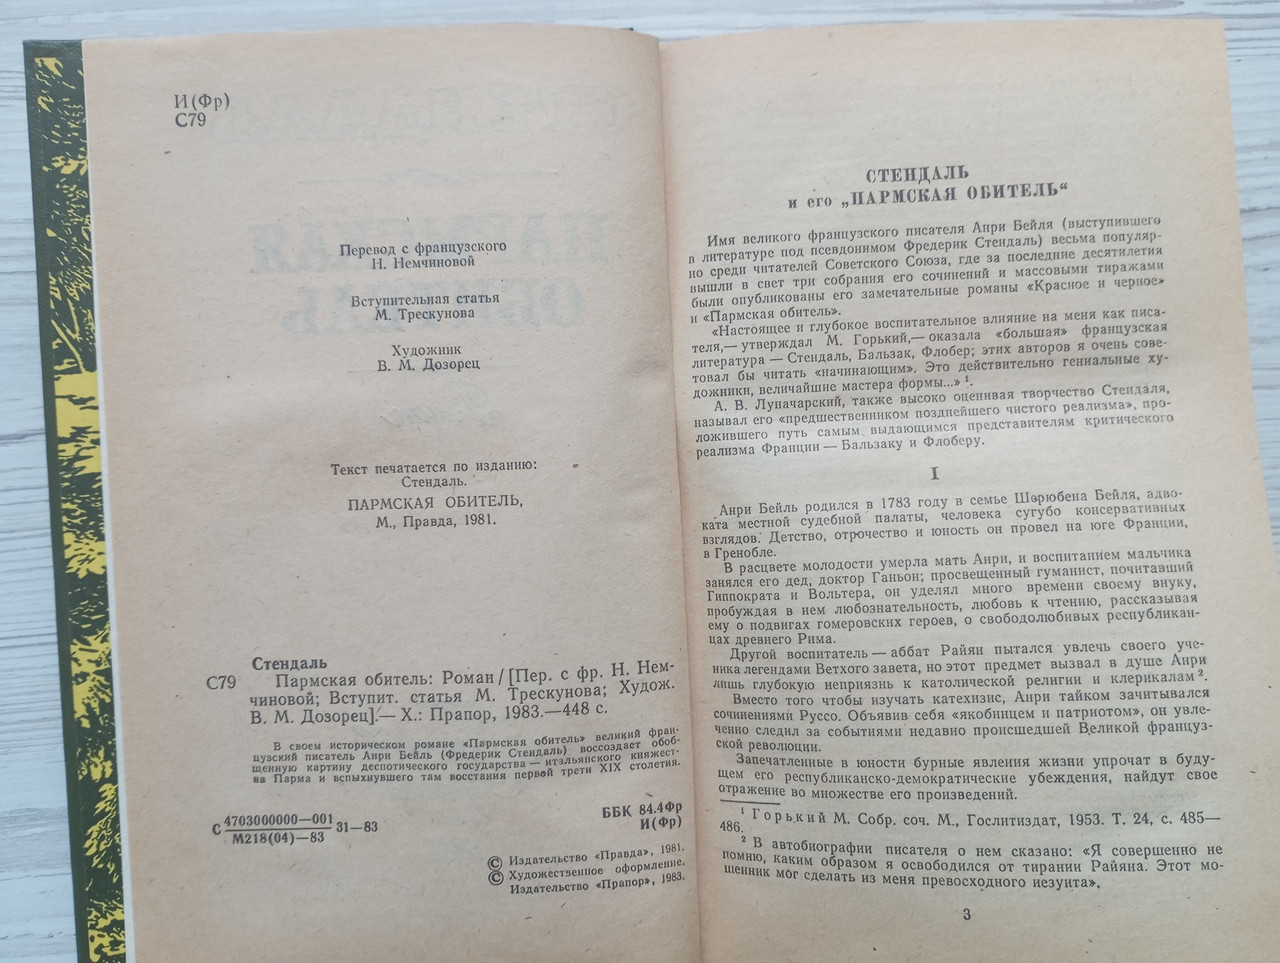 И(Фр)
С79
Перевод с французского
Н. Немчиновой
Вступительная статья
М. Трескунова
Художник
В. М. Дозорец
Текст печатается по изданию:
Стендаль.
ПАРМСКАЯ ОБИТЕЛЬ,
М., Правда, 1981.
Стендаль
С79 Пармская обитель: Роман / [Пер. с фр. Н. Нем-
чиновой; Вступит. статья М. Трескунова; Худож.
В. М. Дозорец].— Х.: Прапор, 1983.—448 с.
В своем историческом романе «Пармская обитель» великий фран-
цузский писатель Анри Бейль (Фредерик Стендаль) воссоздает обоб-
щенную картину деспотического государства — итальянского княжест-
ва Парма и вспыхнувшего там восстания первой трети XIX столетия.
С 4703000000—001
М218(04)—83 31—83
ББК 84.4Фр
И(Фр)
© Издательство «Правда», 1981.
© Художественное оформление.
Издательство «Прапор», 1983.
СТЕНДАЛЬ
и его „ПАРМСКАЯ ОБИТЕЛЬ“
Имя великого французского писателя Анри Бейля (выступившего
в литературе под псевдонимом Фредерик Стендаль) весьма популяр-
но среди читателей Советского Союза, где за последние десятилетия
вышли в свет три собрания его сочинений и массовыми тиражами
были опубликованы его замечательные романы «Красное и черное»
и «Пармская обитель».
«Настоящее и глубокое воспитательное влияние на меня как писа-
теля,— утверждал М. Горький,— оказала «большая» французская
литература — Стендаль, Бальзак, Флобер; этих авторов я очень сове-
товал бы читать «начинающим». Это действительно гениальные ху-
дожники, величайшие мастера формы...» ¹.
А. В. Луначарский, также высоко оценивая творчество Стендаля,
называл его «предшественником позднейшего чистого реализма», про-
ложившего путь самым выдающимся представителям критического
реализма Франции — Бальзаку и Флоберу.
I
Анри Бейль родился в 1783 году в семье Шерюбена Бейля, адво-
ката местной судебной палаты, человека сугубо консервативных
взглядов. Детство, отрочество и юность он провел на юге Франции,
в Гренобле.
В расцвете молодости умерла мать Анри, и воспитанием мальчика
занялся его дед, доктор Ганьон; просвещенный гуманист, почитавший
Гиппократа и Вольтера, он уделял много времени своему внуку,
пробуждая в нем любознательность, любовь к чтению, рассказывая
ему о подвигах гомеровских героев, о свободолюбивых республикан-
цах древнего Рима.
Другой воспитатель — аббат Райян пытался увлечь своего уче-
ника легендами Ветхого завета, но этот предмет вызвал в душе Анри
лишь глубокую неприязнь к католической религии и клерикалам ².
Вместо того чтобы изучать катехизис, Анри тайком зачитывался
сочинениями Руссо. Объявив себя «якобинцем и патриотом», он увле-
ченно следил за событиями недавно происшедшей Великой француз-
ской революции.
Запечатленные в юности бурные явления жизни упрочат в буду-
щем его республиканско-демократические убеждения, найдут свое
отражение во множестве его произведений.
¹ Горький М. Собр. соч. М., Гослитиздат, 1953. Т. 24, с. 485—
486.
² В автобиографии писателя о нем сказано: «Я совершенно не
помню, каким образом я освободился от тирании Райяна. Этот мо-
шенник мог сделать из меня превосходного иезуита».
3